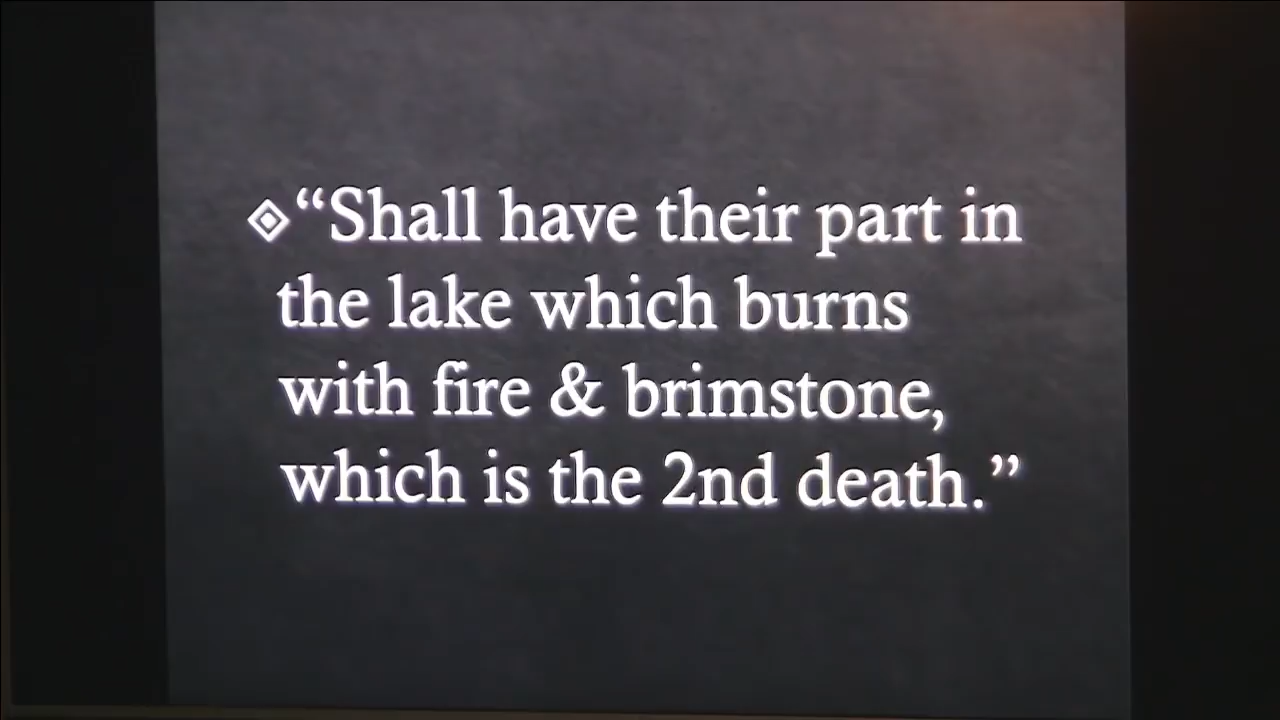 “Shall have their part in
the lake which burns
with fire & brimstone,
which is the 2nd death.”